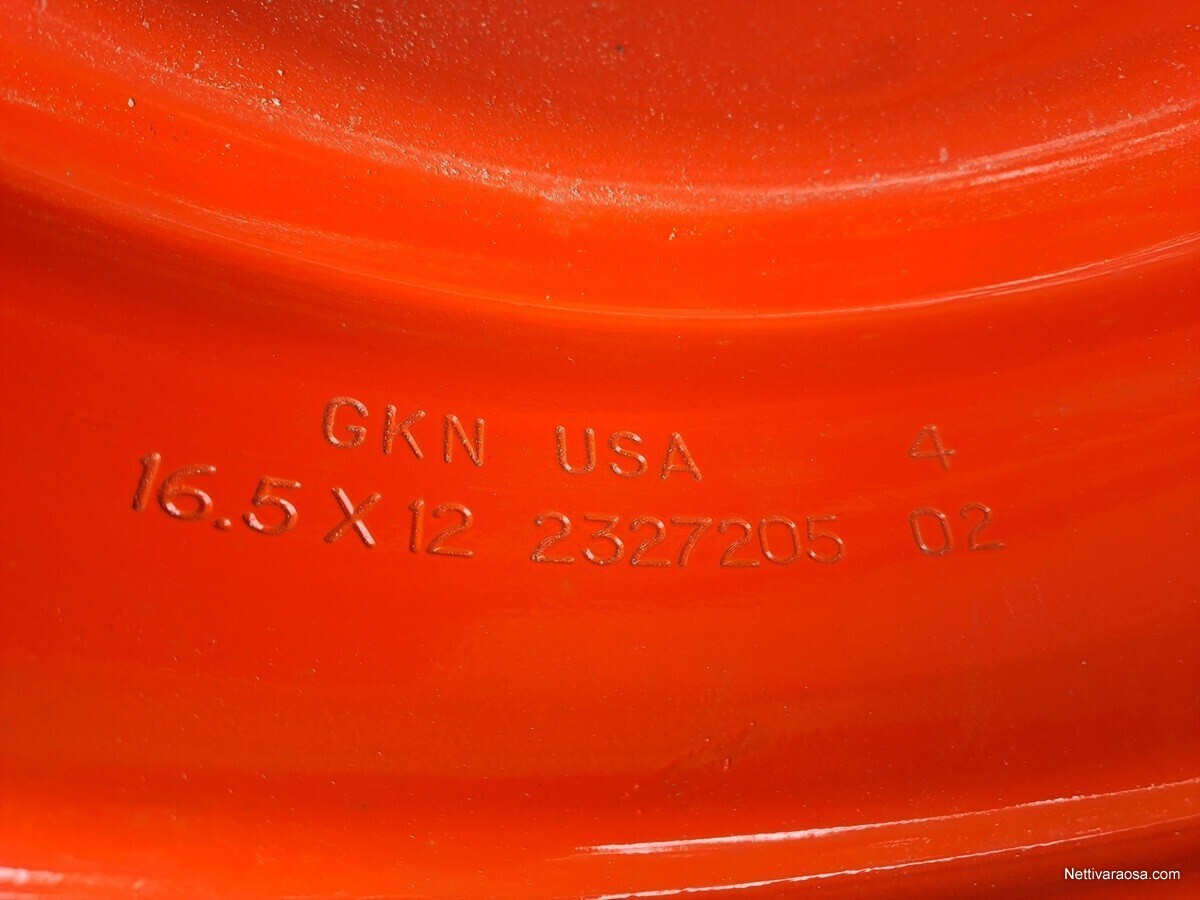 GKN USA 4
16.5 X 12 2327205 02
Nettivaraosa.com